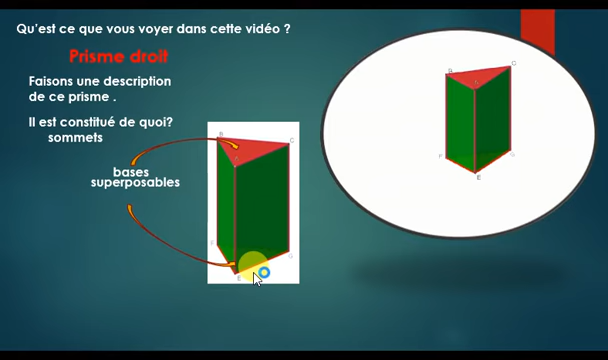 Qu'est ce que vous voyer dans cette vidéo ?
Prisme droit
Faisons une description
de ce prisme .
Il est constitué de quoi?
sommets
bases
superposables
B
C
A
F
G
E
B
C
F
G
E